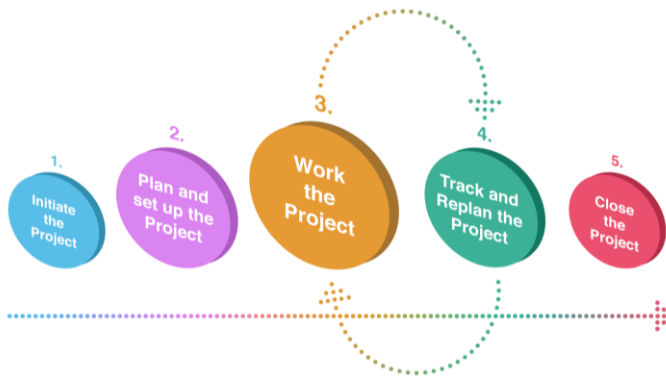 1.
Initiate
the
Project
2.
Plan and
set up the
Project
3.
Work
the
Project
4.
Track and
Replan the
Project
5.
Close
the
Project